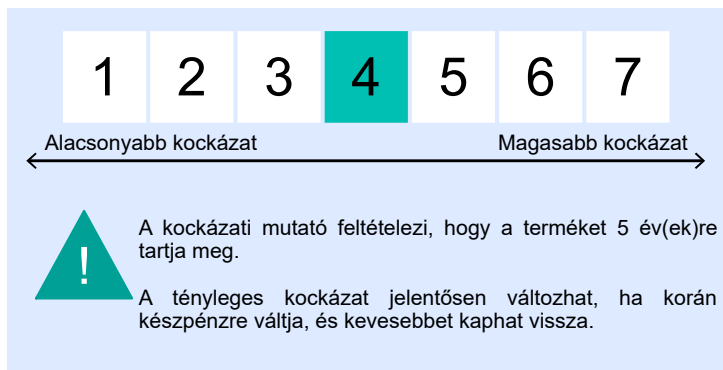 1 2 3 4 5 6 7
Alacsonyabb kockázat Magasabb kockázat
!
A kockázati mutató feltételezi, hogy a terméket 5 év(ek)re
tartja meg.
A tényleges kockázat jelentősen változhat, ha korán
készpénzre váltja, és kevesebbet kaphat vissza.